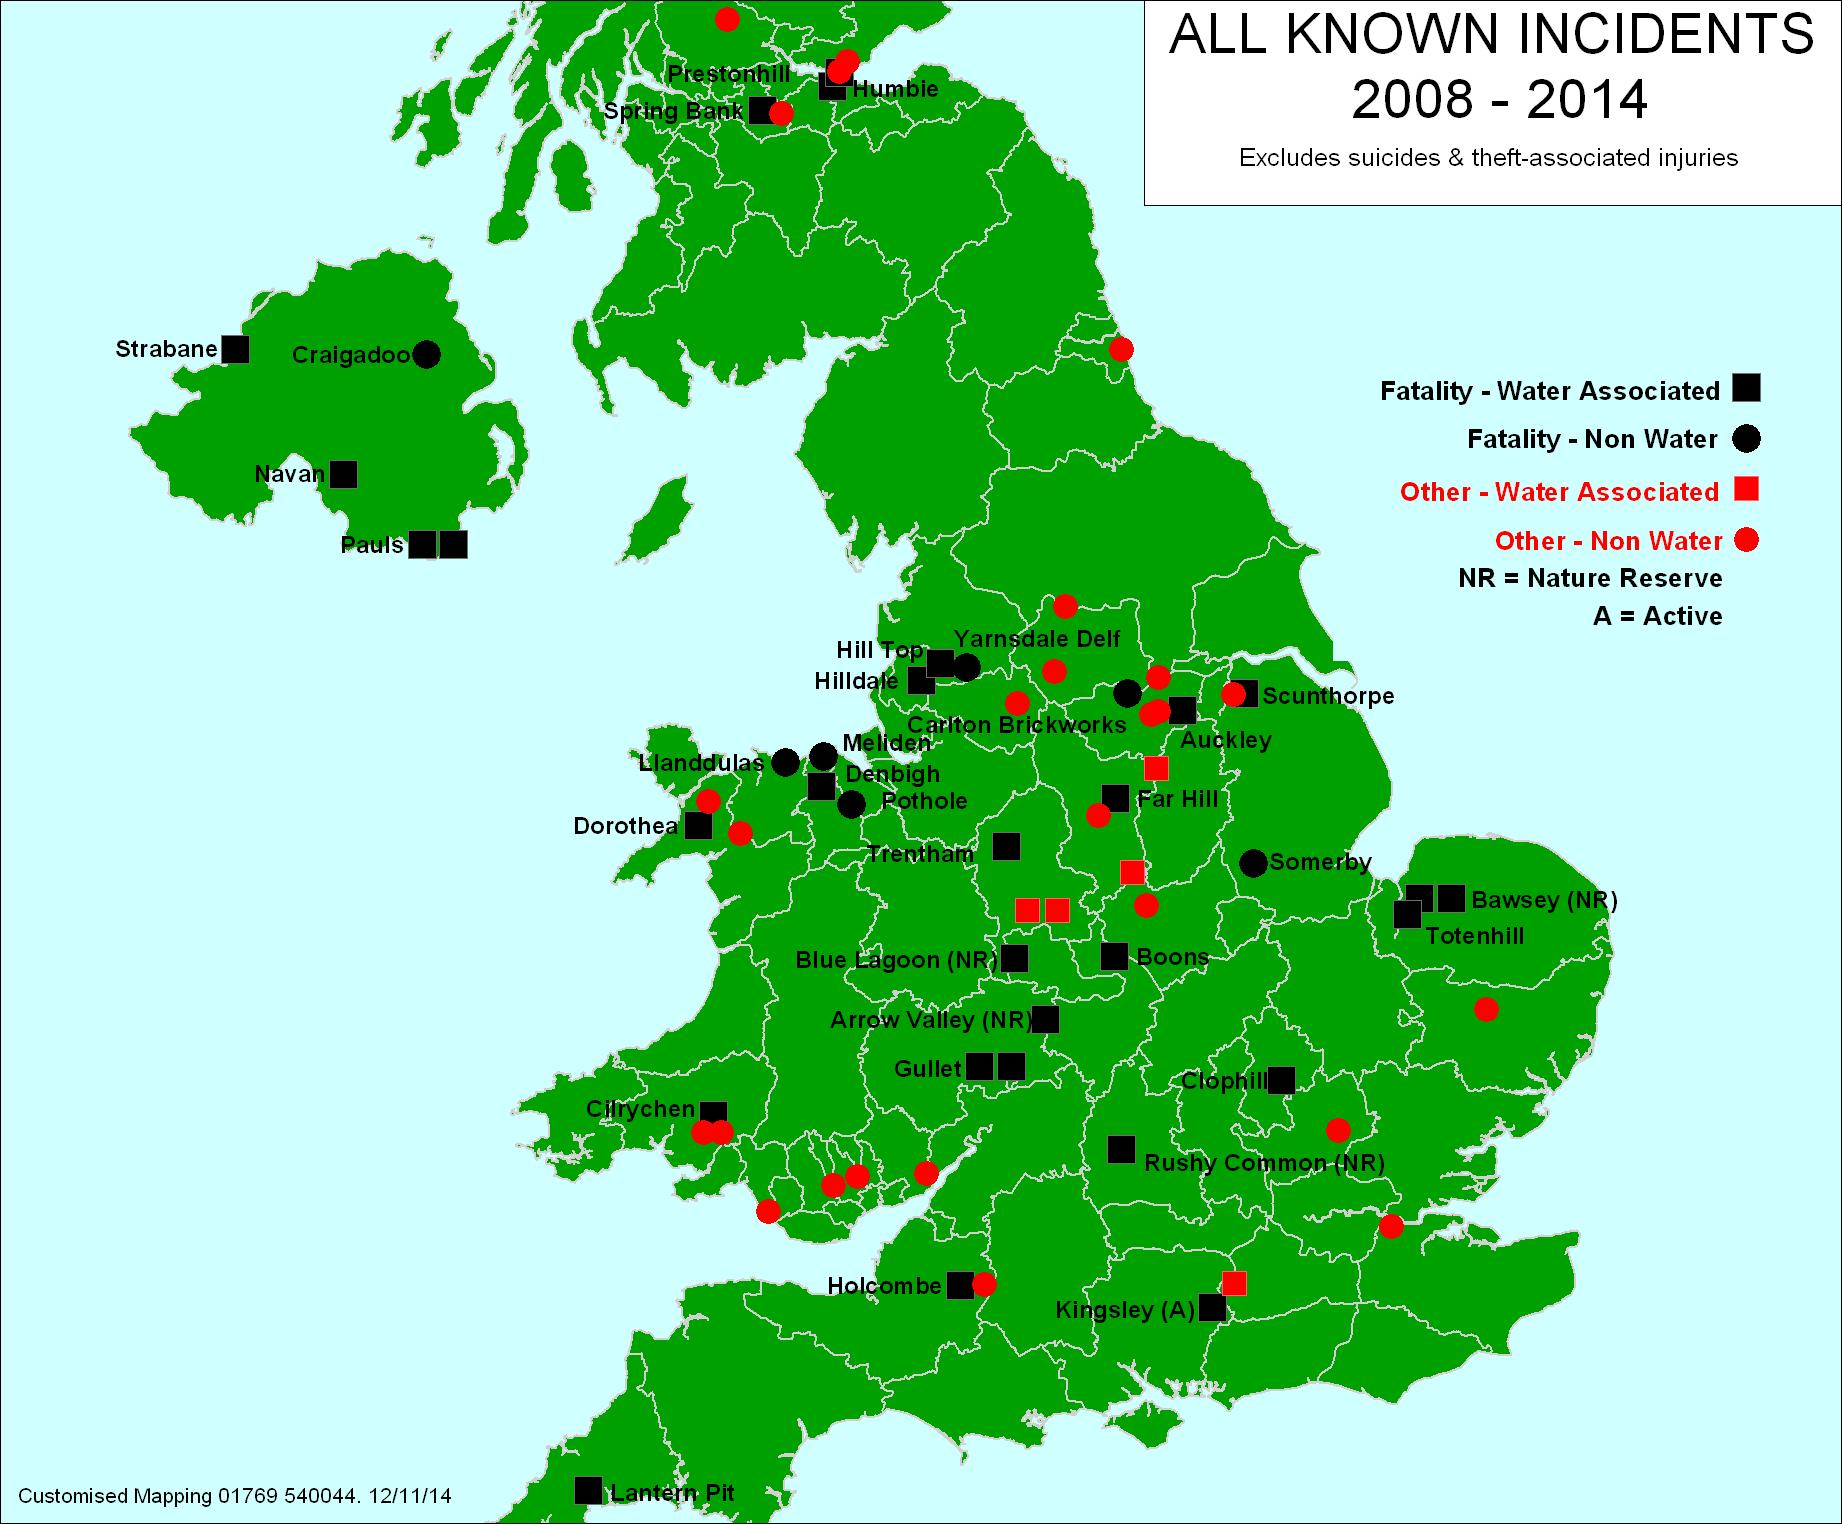 ALL KNOWN INCIDENTS
2008 - 2014
Excludes suicides & theft-associated injuries
Prestonhill
Humbie
Spring Bank
Strabane
Craigadoo
Navan
Pauls
Fatality - Water Associated
Fatality - Non Water
Other - Water Associated
Other - Non Water
NR = Nature Reserve
A = Active
Yarnsdale Delf
Hill Top
Hilldale
Scunthorpe
Carlton Brickworks
Auckley
Meliden
Llanddulas
Denbigh
Pothole
Far Hill
Dorothea
Trentham
Somerby
Bawsey (NR)
Totenhill
Blue Lagoon (NR)
Boons
Arrow Valley (NR)
Gullet
Clophill
Cilrychen
Rushy Common (NR)
Holcombe
Kingsley (A)
Lantern Pit
Customised Mapping 01769 540044. 12/11/14